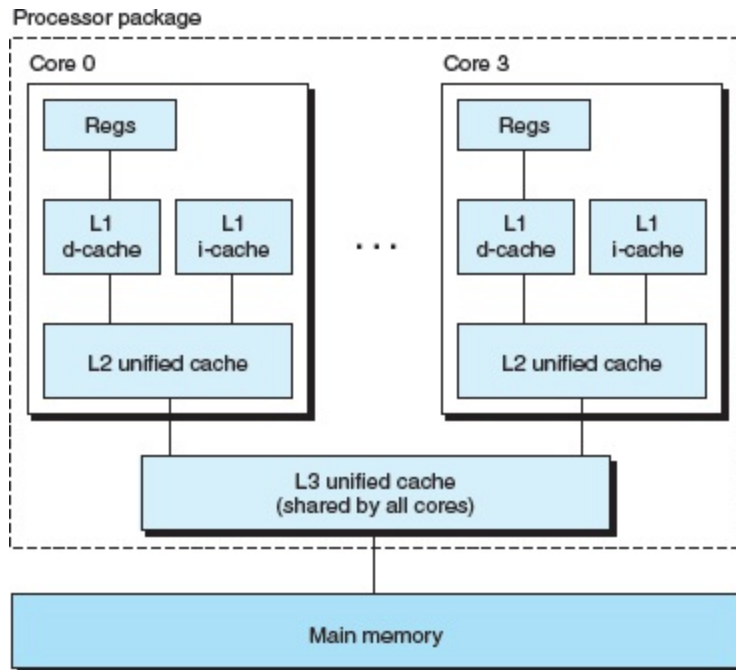 Processor package
Core 0
Regs
L1
d-cache
L1
i-cache
L2 unified cache
...
Core 3
Regs
L1
d-cache
L1
i-cache
L2 unified cache
L3 unified cache
(shared by all cores)
Main memory